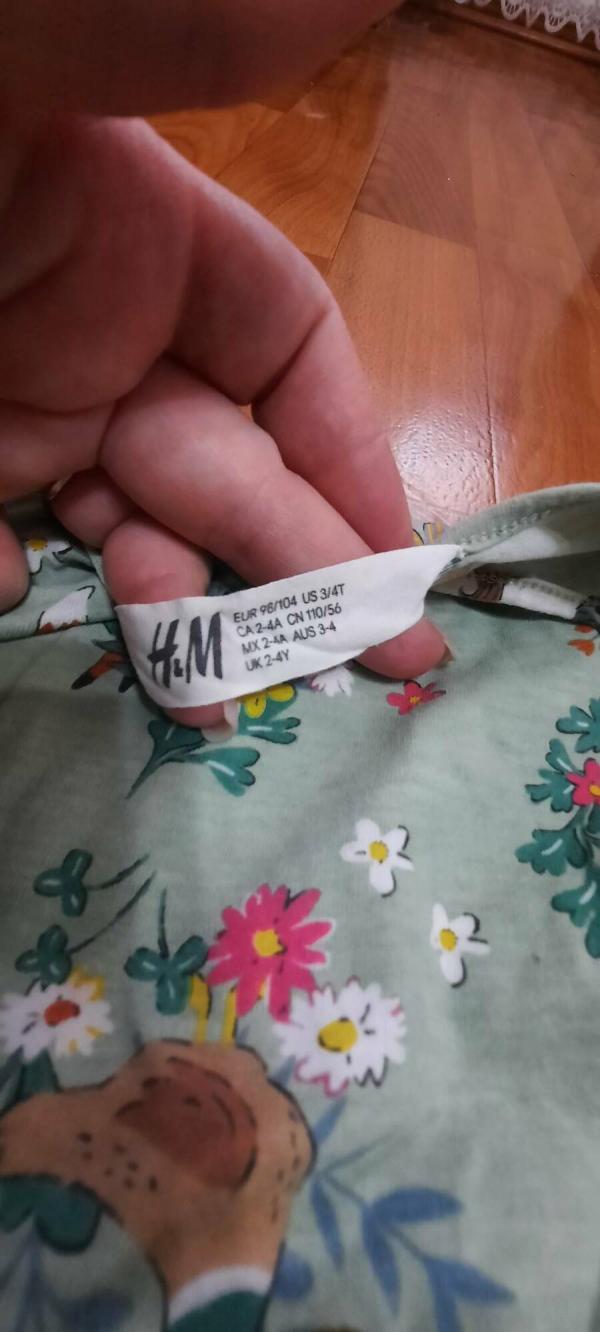 H&M
EUR 98/104 US 3/4T
CA 2-4A CN 110/56
MX 2-4A AUS 3-4
UK 2-4Y